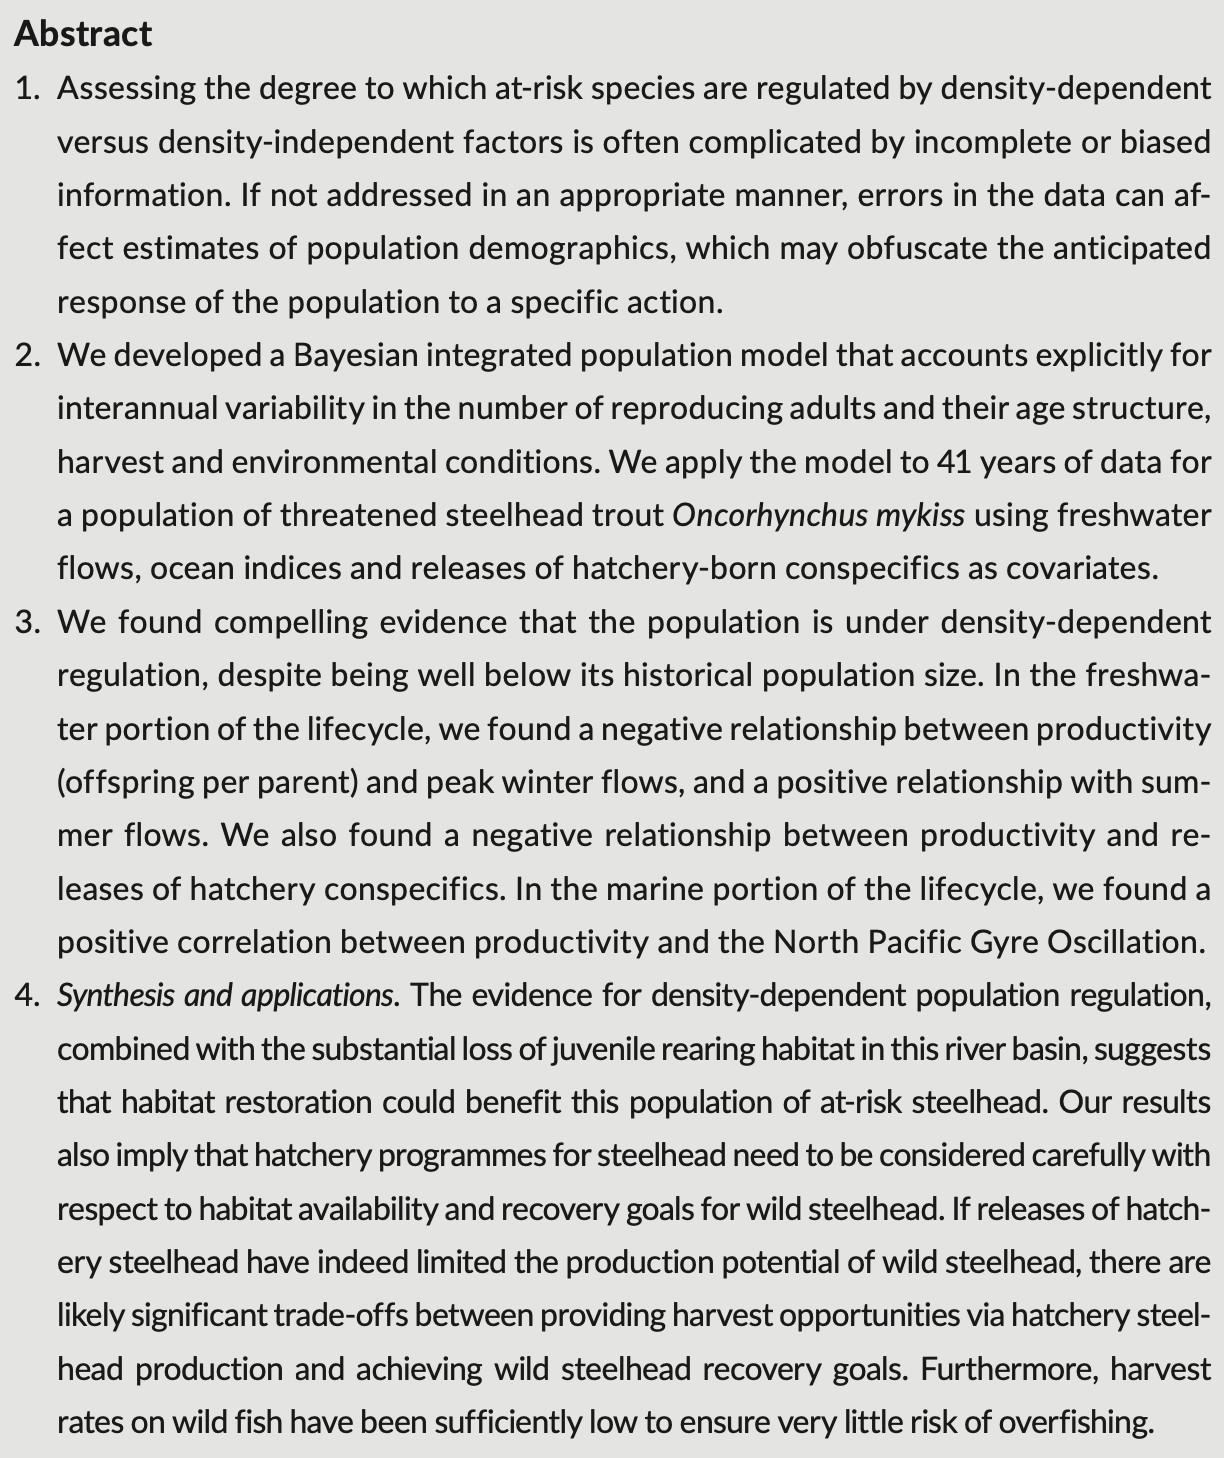 Abstract
1. Assessing the degree to which at-risk species are regulated by density-dependent
versus density-independent factors is often complicated by incomplete or biased
information. If not addressed in an appropriate manner, errors in the data can af-
fect estimates of population demographics, which may obfuscate the anticipated
response of the population to a specific action.
2. We developed a Bayesian integrated population model that accounts explicitly for
interannual variability in the number of reproducing adults and their age structure,
harvest and environmental conditions. We apply the model to 41 years of data for
a population of threatened steelhead trout Oncorhynchus mykiss using freshwater
flows, ocean indices and releases of hatchery-born conspecifics as covariates.
3. We found compelling evidence that the population is under density-dependent
regulation, despite being well below its historical population size. In the freshwa-
ter portion of the lifecycle, we found a negative relationship between productivity
(offspring per parent) and peak winter flows, and a positive relationship with sum-
mer flows. We also found a negative relationship between productivity and re-
leases of hatchery conspecifics. In the marine portion of the lifecycle, we found a
positive correlation between productivity and the North Pacific Gyre Oscillation.
4. Synthesis and applications. The evidence for density-dependent population regulation,
combined with the substantial loss of juvenile rearing habitat in this river basin, suggests
that habitat restoration could benefit this population of at-risk steelhead. Our results
also imply that hatchery programmes for steelhead need to be considered carefully with
respect to habitat availability and recovery goals for wild steelhead. If releases of hatch-
ery steelhead have indeed limited the production potential of wild steelhead, there are
likely significant trade-offs between providing harvest opportunities via hatchery steel-
head production and achieving wild steelhead recovery goals. Furthermore, harvest
rates on wild fish have been sufficiently low to ensure very little risk of overfishing.